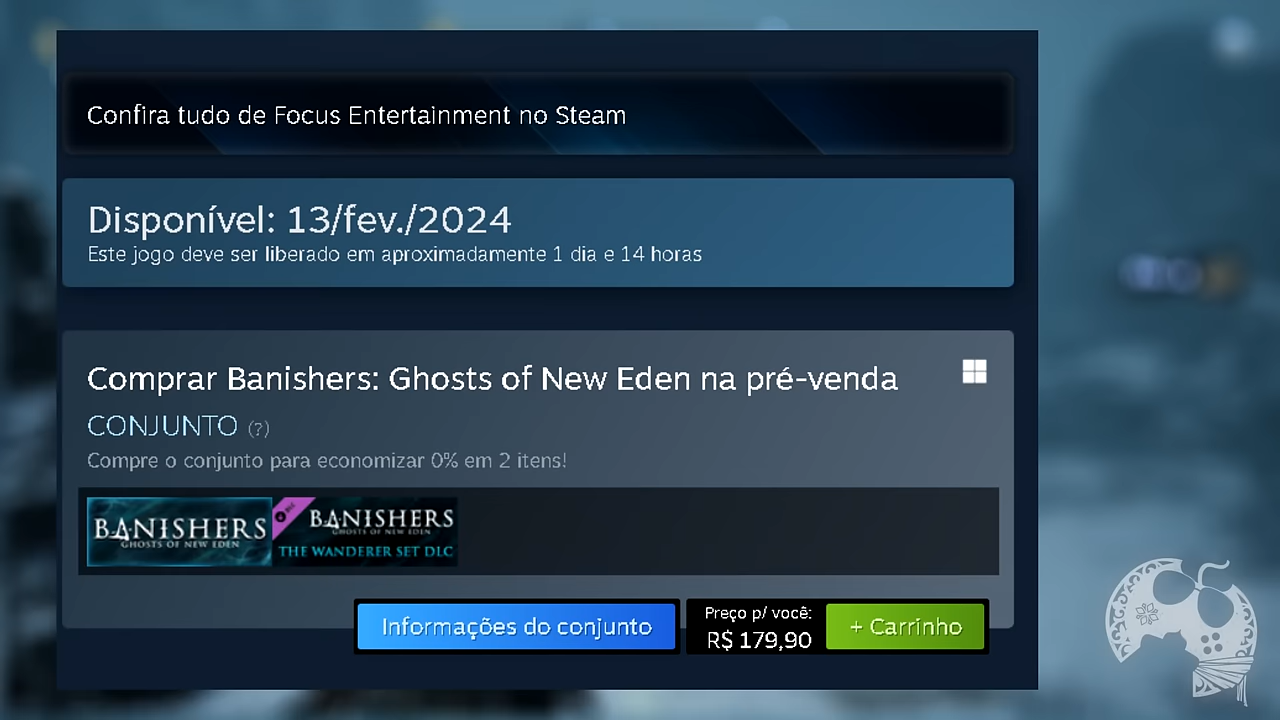 Confira tudo de Focus Entertainment no Steam
Disponível: 13/fev./2024
Este jogo deve ser liberado em aproximadamente 1 dia e 14 horas
Comprar Banishers: Ghosts of New Eden na pré-venda
CONJUNTO (?)
Compre o conjunto para economizar 0% em 2 itens!
BANISHERS
GHOSTS OF NEW EDEN
BANISHERS
GHOSTS OF NEW EDEN
THE WANDERER SET DLC
Informações do conjunto
Preço p/ você:
R$ 179,90
+ Carrinho